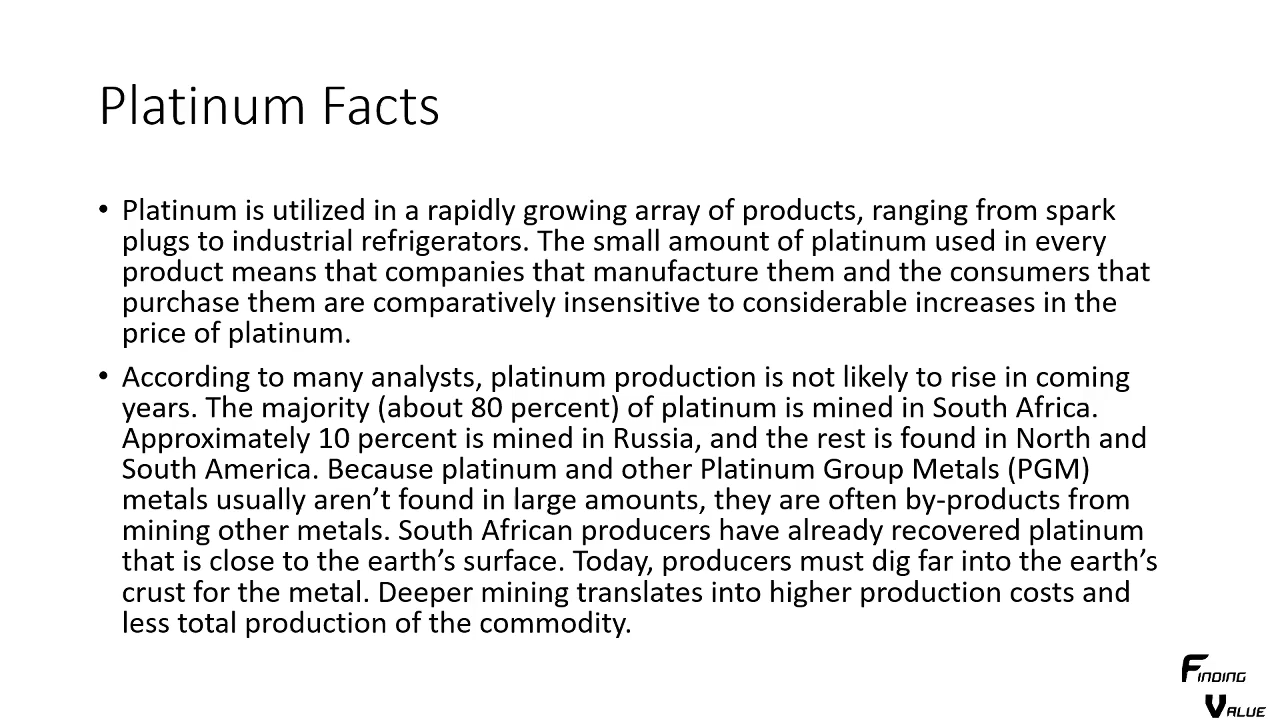 Platinum Facts
• Platinum is utilized in a rapidly growing array of products, ranging from spark
plugs to industrial refrigerators. The small amount of platinum used in every
product means that companies that manufacture them and the consumers that
purchase them are comparatively insensitive to considerable increases in the
price of platinum.
• According to many analysts, platinum production is not likely to rise in coming
years. The majority (about 80 percent) of platinum is mined in South Africa.
Approximately 10 percent is mined in Russia, and the rest is found in North and
South America. Because platinum and other Platinum Group Metals (PGM)
metals usually aren’t found in large amounts, they are often by-products from
mining other metals. South African producers have already recovered platinum
that is close to the earth’s surface. Today, producers must dig far into the earth’s
crust for the metal. Deeper mining translates into higher production costs and
less total production of the commodity.
Finding
Value